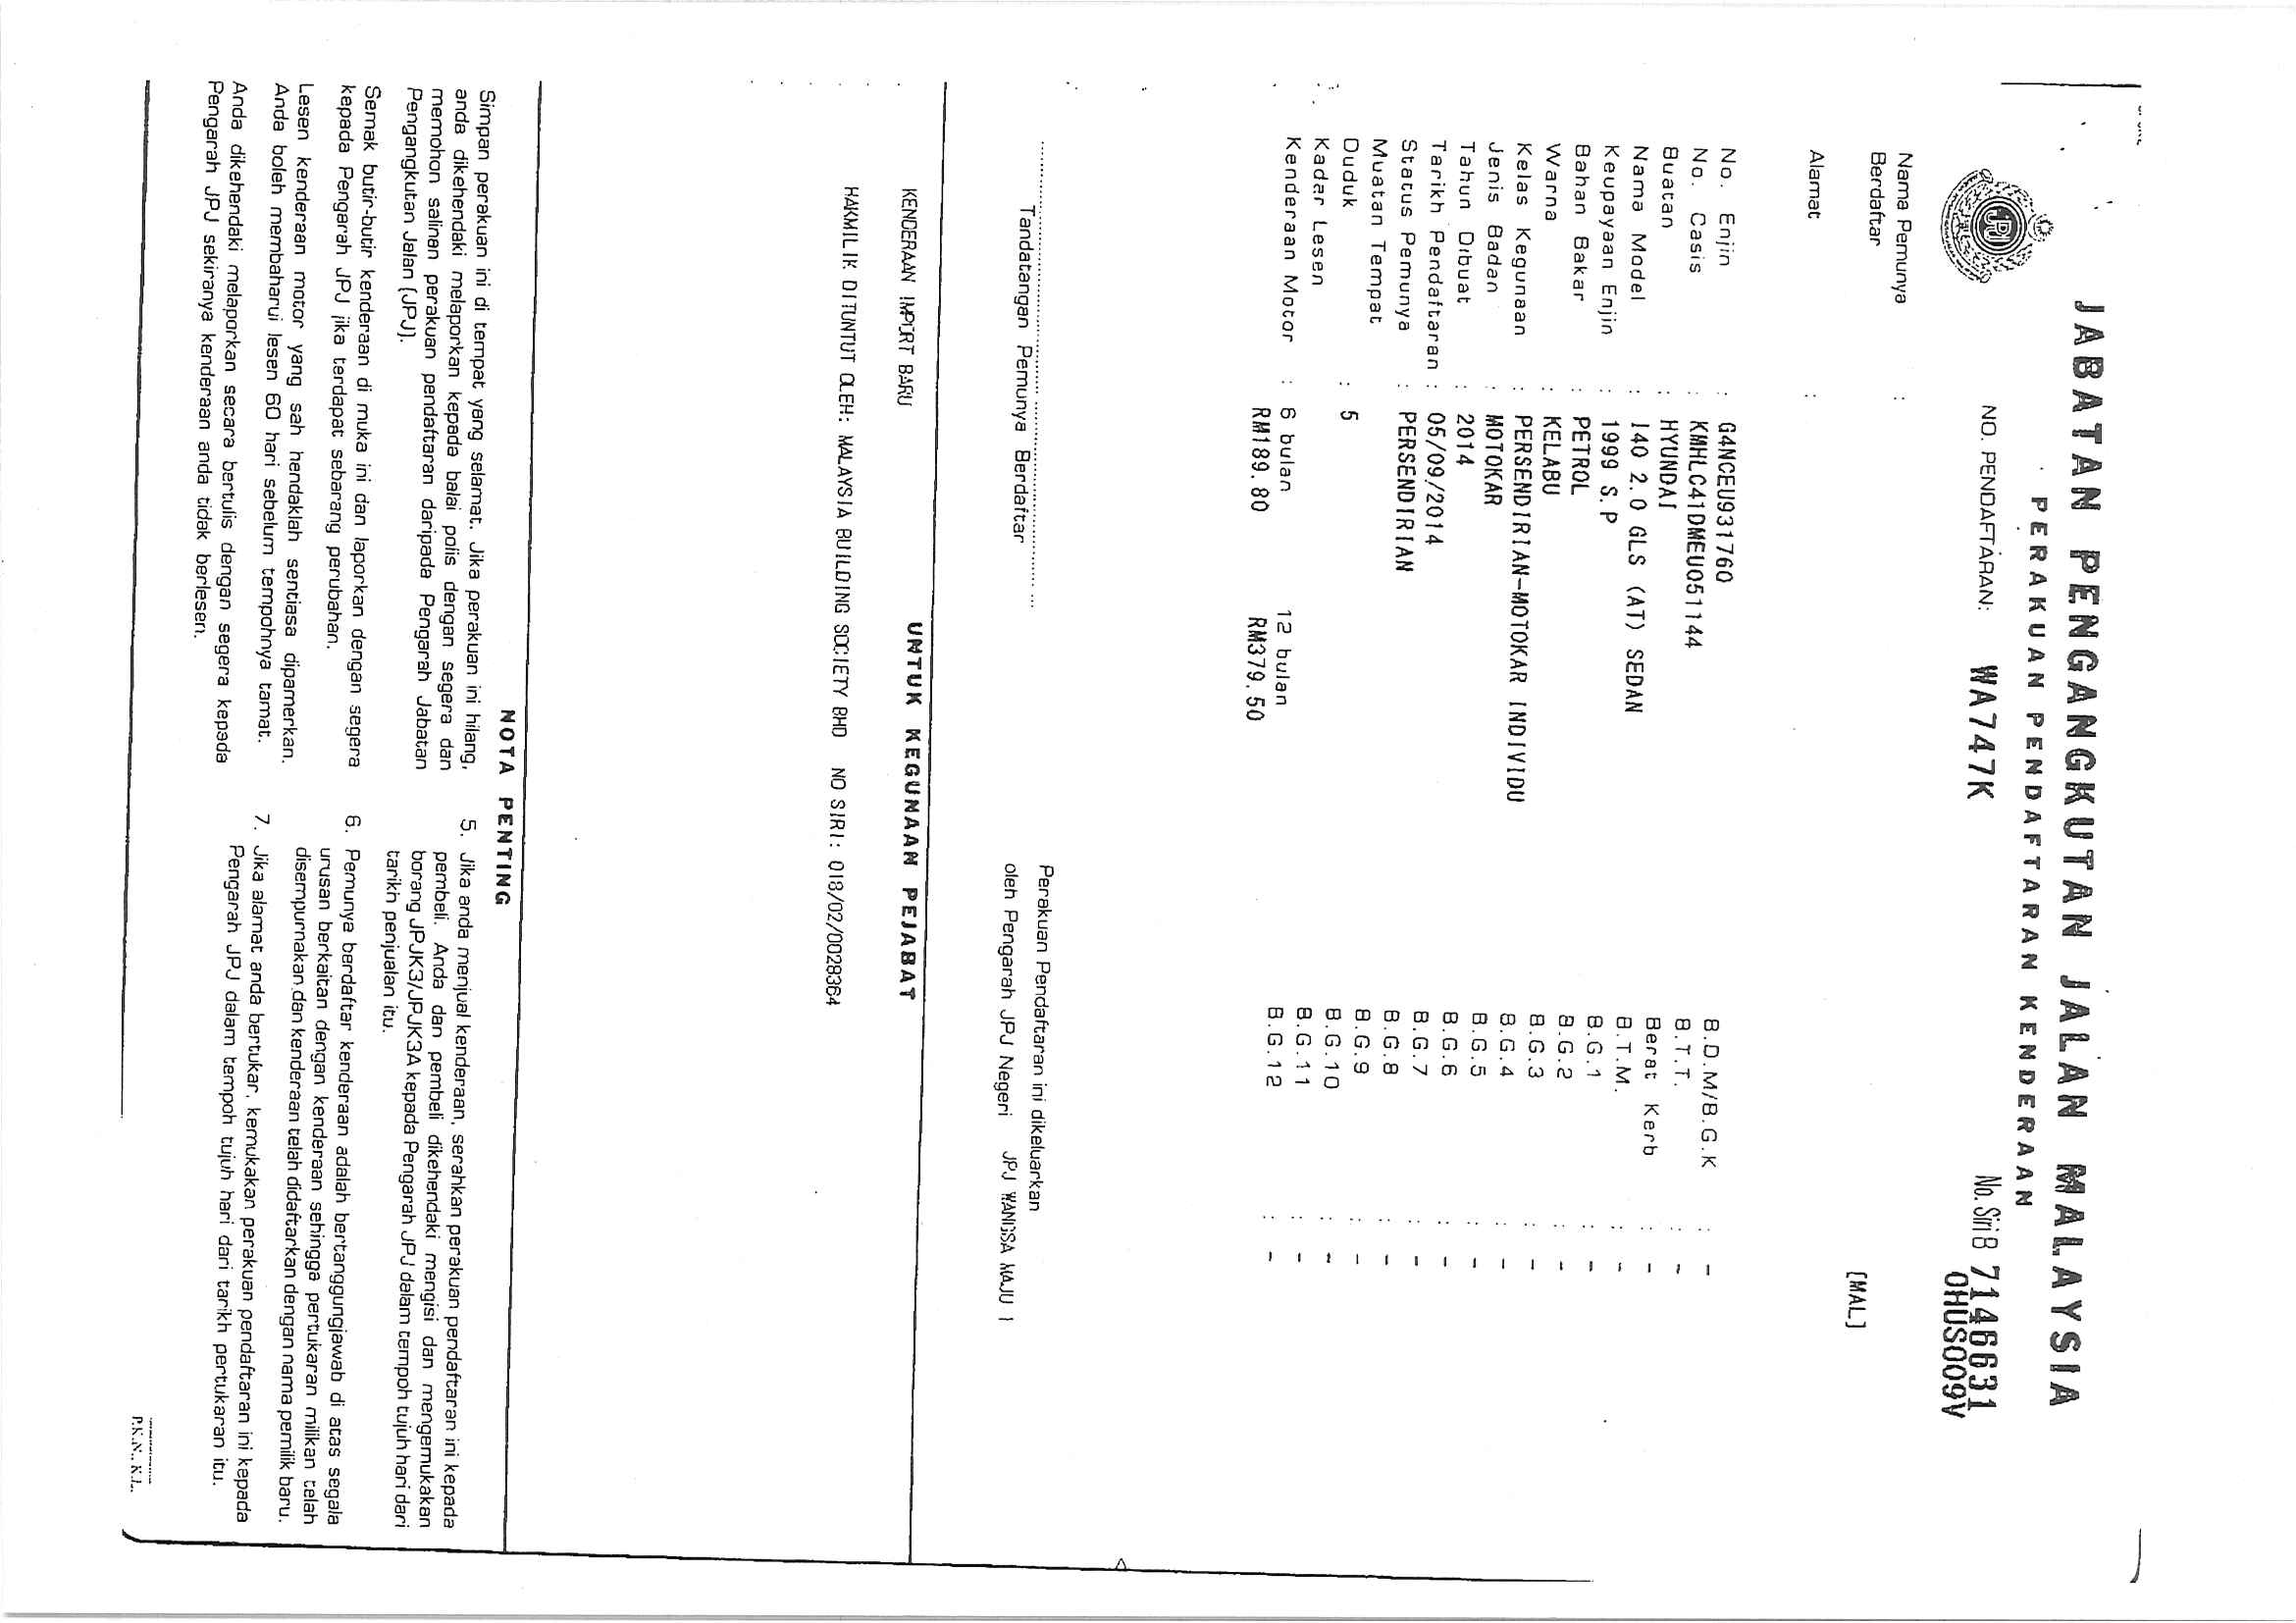 JABATAN PENGANGKUTAN JALAN MALAYSIA
PERAKUAN PENDAFTARAN KENDERAAN
NO. PENDAFTARAN: WA747K No. Siri B 7146631
OHUS009V
Nama Pemunya :
Berdaftar
[MAL]
Alamat :
No. Enjin : G4NCEU931760
No. Casis : KMHLC41DMEU051144
Buatan : HYUNDAI
Nama Model : I40 2.0 GLS (AT) SEDAN
Keupayaan Enjin : 1999 S.P
Bahan Bakar : PETROL
Warna : KELABU
Kelas Kegunaan : PERSENDIRIAN-MOTOKAR INDIVIDU
Jenis Badan : MOTOKAR
Tahun Dibuat : 2014
Tarikh Pendaftaran : 05/09/2014
Status Pemunya : PERSENDIRIAN
Muatan Tempat
Duduk : 5
Kadar Lesen
Kenderaan Motor : 6 bulan 12 bulan
RM189.80 RM379.50
B.D.M/B.G.K : -
B.T.T. : -
Berat Kerb : -
B.T.M. : -
B.G.1 : -
B.G.2 : -
B.G.3 : -
B.G.4 : -
B.G.5 : -
B.G.6 : -
B.G.7 : -
B.G.8 : -
B.G.9 : -
B.G.10 : -
B.G.11 : -
B.G.12 : -
Tandatangan Pemunya Berdaftar
Perakuan Pendaftaran ini dikeluarkan
oleh Pengarah JPJ Negeri JPJ WANGSA MAJU 1
UNTUK KEGUNAAN PEJABAT
KENDERAAN IMPORT BARU
HAKMILIK DITUNTUT OLEH: MALAYSIA BUILDING SOCIETY BHD NO SIRI: 018/02/0028364
NOTA PENTING
Simpan perakuan ini di tempat yang selamat. Jika perakuan ini hilang,
anda dikehendaki melaporkan kepada balai polis dengan segera dan
memohon salinan perakuan pendaftaran daripada Pengarah Jabatan
Pengangkutan Jalan (JPJ).
Semak butir-butir kenderaan di muka ini dan laporkan dengan segera
kepada Pengarah JPJ jika terdapat sebarang perubahan.
Lesen kenderaan motor yang sah hendaklah sentiasa dipamerkan.
Anda boleh membaharui lesen 60 hari sebelum tempohnya tamat.
Anda dikehendaki melaporkan secara bertulis dengan segera kepada
Pengarah JPJ sekiranya kenderaan anda tidak berlesen.
5. Jika anda menjual kenderaan, serahkan perakuan pendaftaran ini kepada
pembeli. Anda dan pembeli dikehendaki mengisi dan mengemukakan
borang JPJK3/JPJK3A kepada Pengarah JPJ dalam tempoh tujuh hari dari
tarikh penjualan itu.
6. Pemunya berdaftar kenderaan adalah bertanggungjawab di atas segala
urusan berkaitan dengan kenderaan sehingga pertukaran milikan telah
disempurnakan dan kenderaan telah didaftarkan dengan nama pemilik baru.
7. Jika alamat anda bertukar, kemukakan perakuan pendaftaran ini kepada
Pengarah JPJ dalam tempoh tujuh hari dari tarikh pertukaran itu.
P.K.N., K.L.